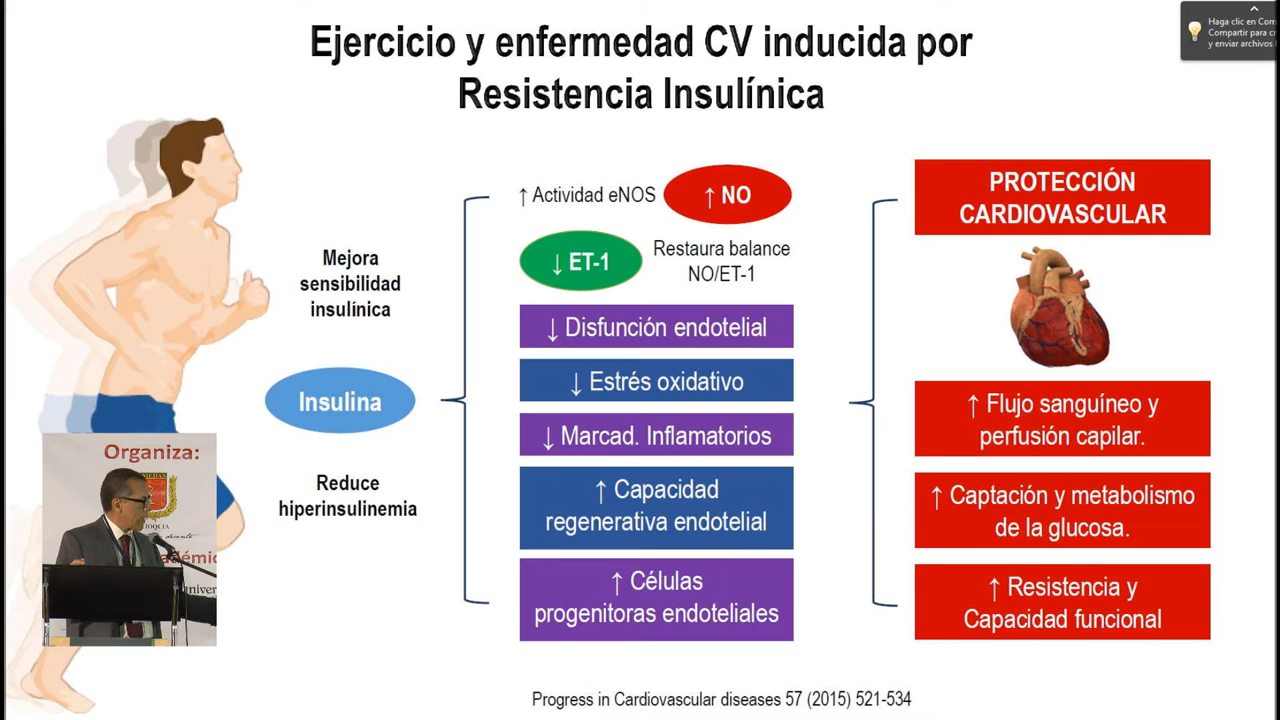 Ejercicio y enfermedad CV inducida por
Resistencia Insulínica
Haga clic en Com
Compartir para c
y enviar archivos
Mejora
sensibilidad
insulínica
Insulina
Reduce
hiperinsulinemia
↑ Actividad eNOS
↑ NO
↓ ET-1
Restaura balance
NO/ET-1
↓ Disfunción endotelial
↓ Estrés oxidativo
↓ Marcad. Inflamatorios
↑ Capacidad
regenerativa endotelial
↑ Células
progenitoras endoteliales
PROTECCIÓN
CARDIOVASCULAR
↑ Flujo sanguíneo y
perfusión capilar.
↑ Captación y metabolismo
de la glucosa.
↑ Resistencia y
Capacidad funcional
Organiza:
OQUIA
adémic
univer
Progress in Cardiovascular diseases 57 (2015) 521-534